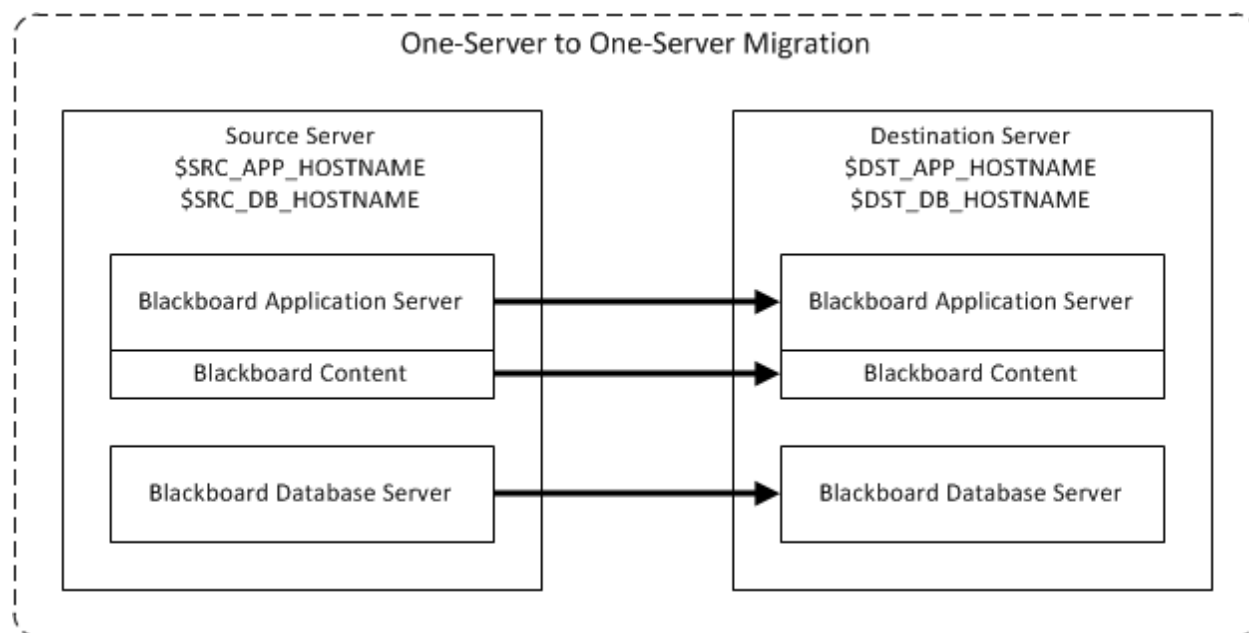 One-Server to One-Server Migration
Source Server
$SRC_APP_HOSTNAME
$SRC_DB_HOSTNAME
Blackboard Application Server
Blackboard Content
Blackboard Database Server
Destination Server
$DST_APP_HOSTNAME
$DST_DB_HOSTNAME
Blackboard Application Server
Blackboard Content
Blackboard Database Server